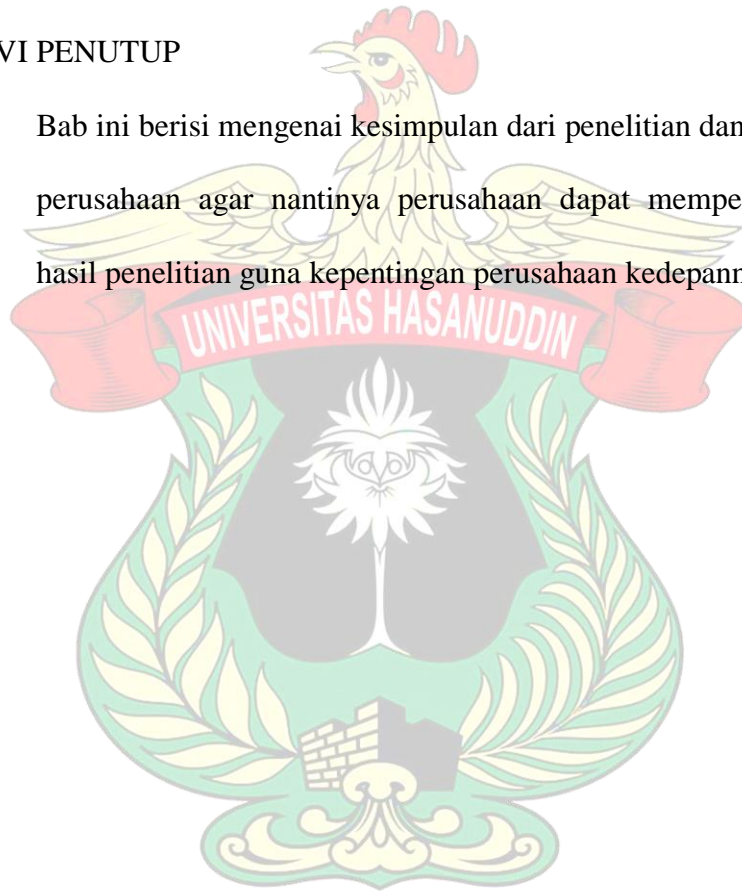 VI PENUTUP
Bab ini berisi mengenai kesimpulan dari penelitian dan
perusahaan agar nantinya perusahaan dapat mempe
hasil penelitian guna kepentingan perusahaan kedepann
UNIVERSITAS HASANUDDIN